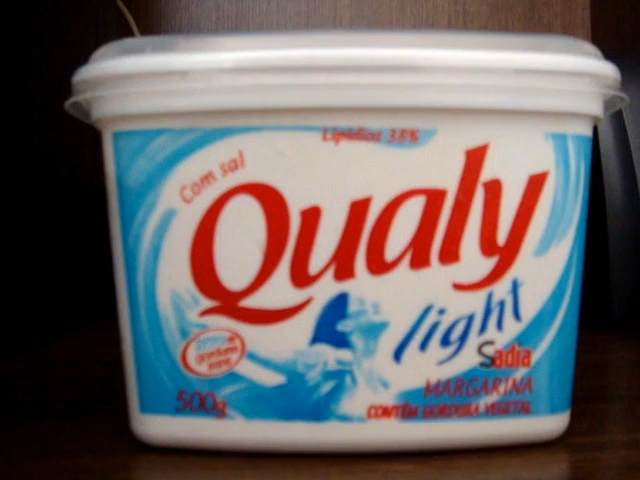 Lipídios 38%
Com sal
Qualy
light
Sadia
500g
MARGARINA
CONTÉM GORDURA VEGETAL